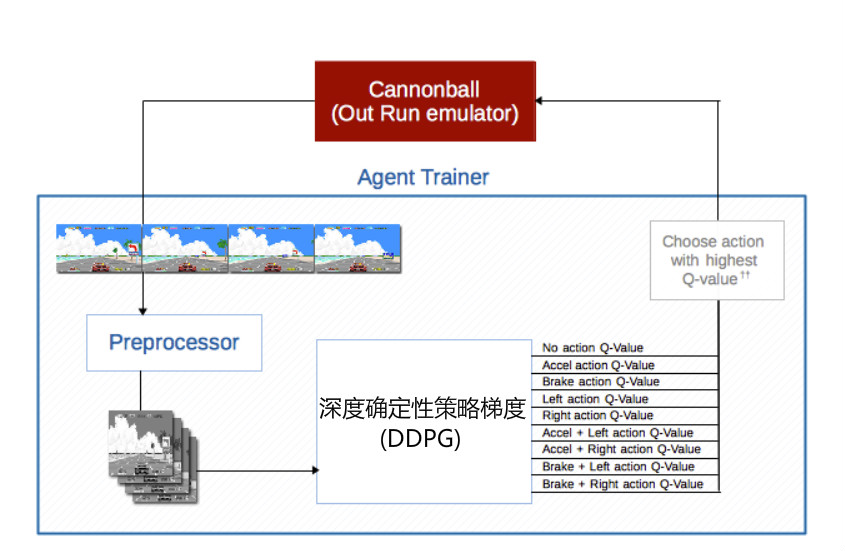 Cannonball
(Out Run emulator)
Agent Trainer
Choose action
with highest
Q-value††
Preprocessor
深度确定性策略梯度
(DDPG)
No action Q-Value
Accel action Q-Value
Brake action Q-Value
Left action Q-Value
Right action Q-Value
Accel + Left action Q-Value
Accel + Right action Q-Value
Brake + Left action Q-Value
Brake + Right action Q-Value